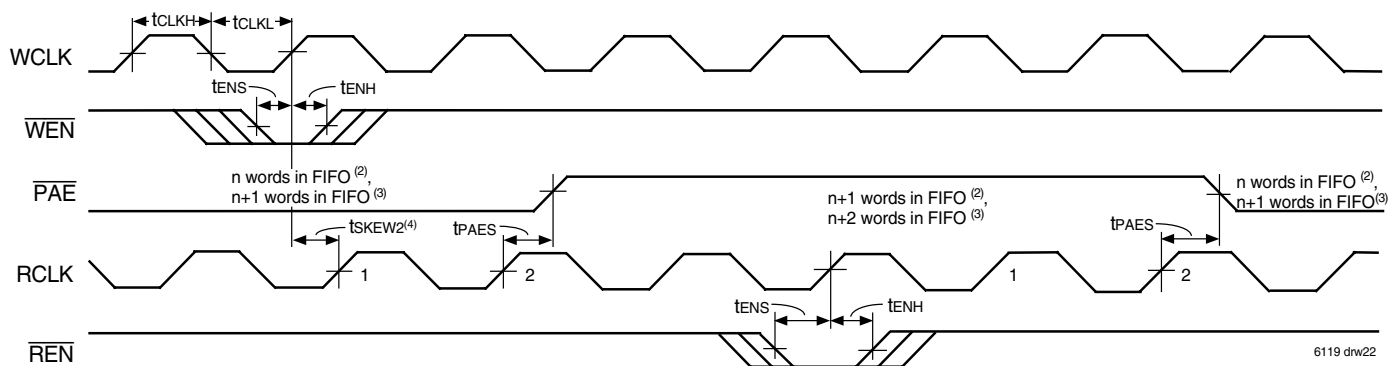 tCLKH
tCLKL
WCLK
tENS
tENH
WEN
n words in FIFO (2),
n+1 words in FIFO (3)
PAE
n+1 words in FIFO (2),
n+2 words in FIFO (3)
n words in FIFO (2),
n+1 words in FIFO(3)
tSKEW2(4)
tPAES
tPAES
RCLK
1
2
1
2
tENS
tENH
REN
6119 drw22